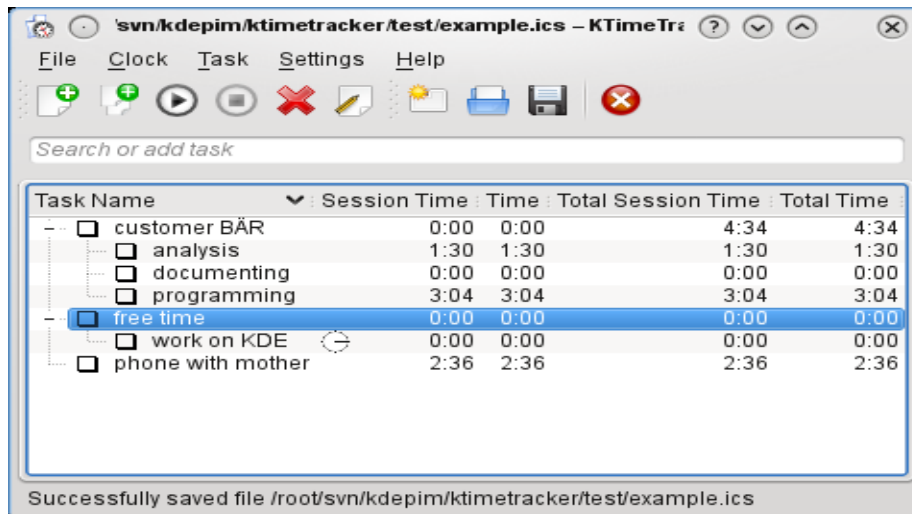 'svn/kdepim/ktimetracker/test/example.ics – KTimeTra
File Clock Task Settings Help
Search or add task
Task Name Session Time Time Total Session Time Total Time
customer BÄR 0:00 0:00 4:34 4:34
analysis 1:30 1:30 1:30 1:30
documenting 0:00 0:00 0:00 0:00
programming 3:04 3:04 3:04 3:04
free time 0:00 0:00 0:00 0:00
work on KDE 0:00 0:00 0:00 0:00
phone with mother 2:36 2:36 2:36 2:36
Successfully saved file /root/svn/kdepim/ktimetracker/test/example.ics